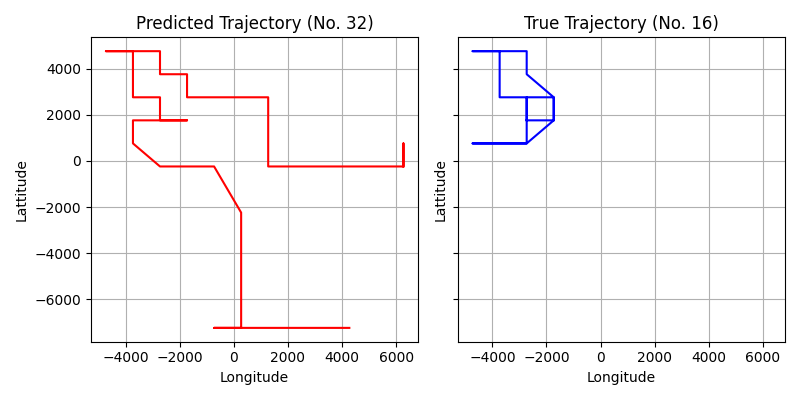 Predicted Trajectory (No. 32)
True Trajectory (No. 16)
Lattitude
4000
2000
0
−2000
−4000
−6000
−4000 −2000 0 2000 4000 6000
Longitude
Lattitude
−4000 −2000 0 2000 4000 6000
Longitude